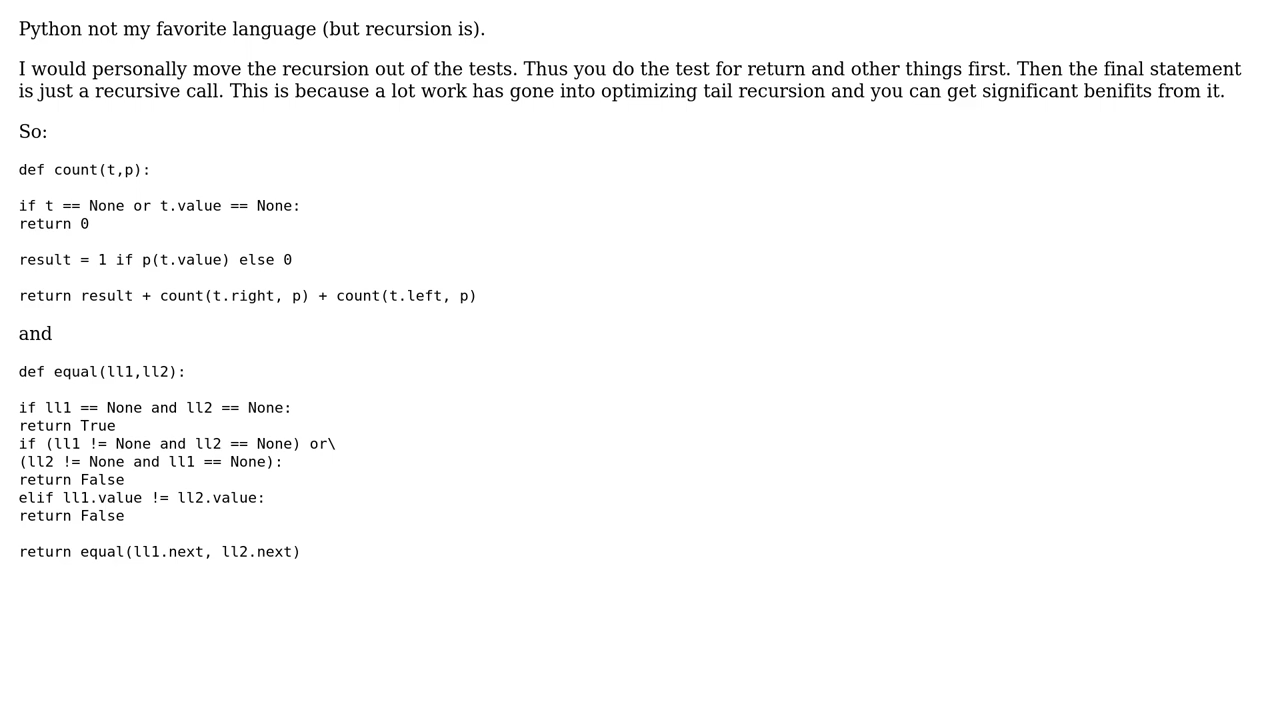 Python not my favorite language (but recursion is).
I would personally move the recursion out of the tests. Thus you do the test for return and other things first. Then the final statement
is just a recursive call. This is because a lot work has gone into optimizing tail recursion and you can get significant benifits from it.
So:
def count(t,p):
if t == None or t.value == None:
return 0
result = 1 if p(t.value) else 0
return result + count(t.right, p) + count(t.left, p)
and
def equal(ll1,ll2):
if ll1 == None and ll2 == None:
return True
if (ll1 != None and ll2 == None) or\
(ll2 != None and ll1 == None):
return False
elif ll1.value != ll2.value:
return False
return equal(ll1.next, ll2.next)